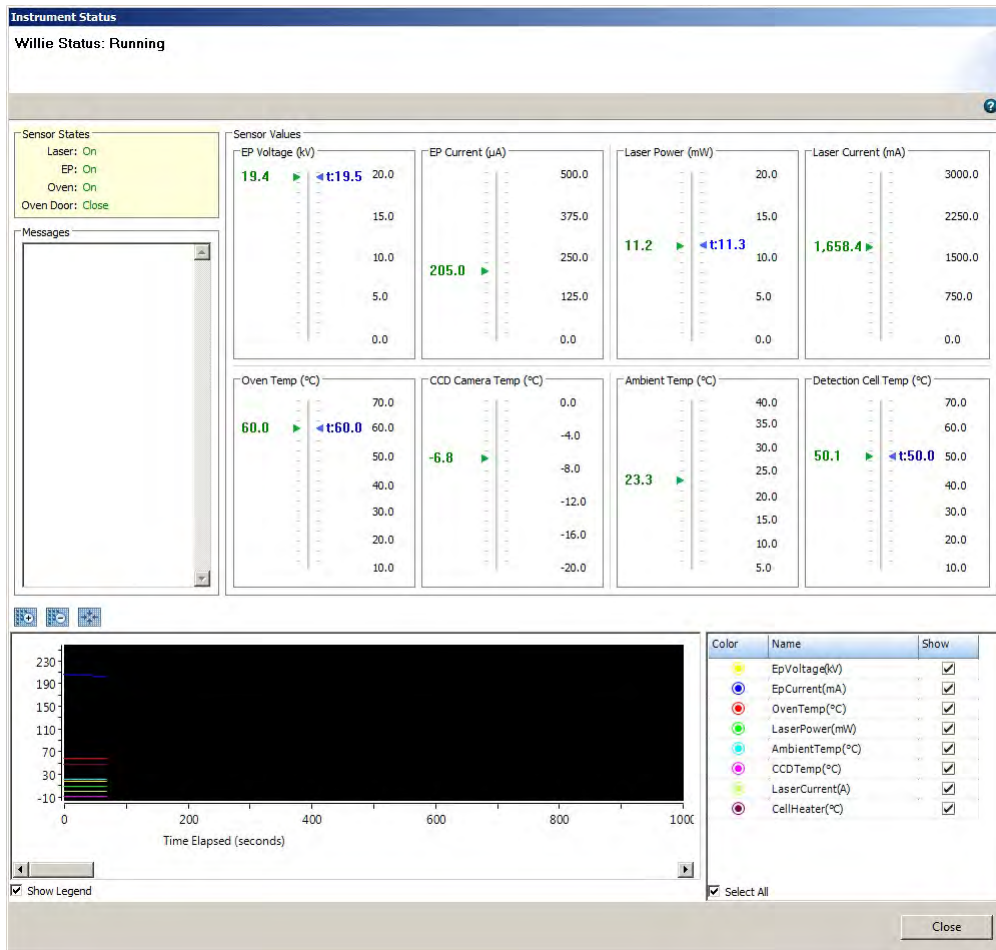 Instrument Status
Willie Status: Running
Sensor States
Laser: On
EP: On
Oven: On
Oven Door: Close
Messages
Sensor Values
EP Voltage (kV)
19.4
t:19.5
20.0
15.0
10.0
5.0
0.0
EP Current (µA)
205.0
500.0
375.0
250.0
125.0
0.0
Laser Power (mW)
11.2
t:11.3
20.0
15.0
10.0
5.0
0.0
Laser Current (mA)
1,658.4
3000.0
2250.0
1500.0
750.0
0.0
Oven Temp (°C)
60.0
t:60.0
70.0
60.0
50.0
40.0
30.0
20.0
10.0
CCD Camera Temp (°C)
-6.8
0.0
-4.0
-8.0
-12.0
-16.0
-20.0
Ambient Temp (°C)
23.3
40.0
35.0
30.0
25.0
20.0
15.0
10.0
5.0
Detection Cell Temp (°C)
50.1
t:50.0
70.0
60.0
50.0
40.0
30.0
20.0
10.0
230
190
150
110
70
30
-10
0 200 400 600 800 100
Time Elapsed (seconds)
Show Legend
Color Name Show
EpVoltage(kV)
EpCurrent(mA)
OvenTemp(°C)
LaserPower(mW)
AmbientTemp(°C)
CCDTemp(°C)
LaserCurrent(A)
CellHeater(°C)
Select All
Close